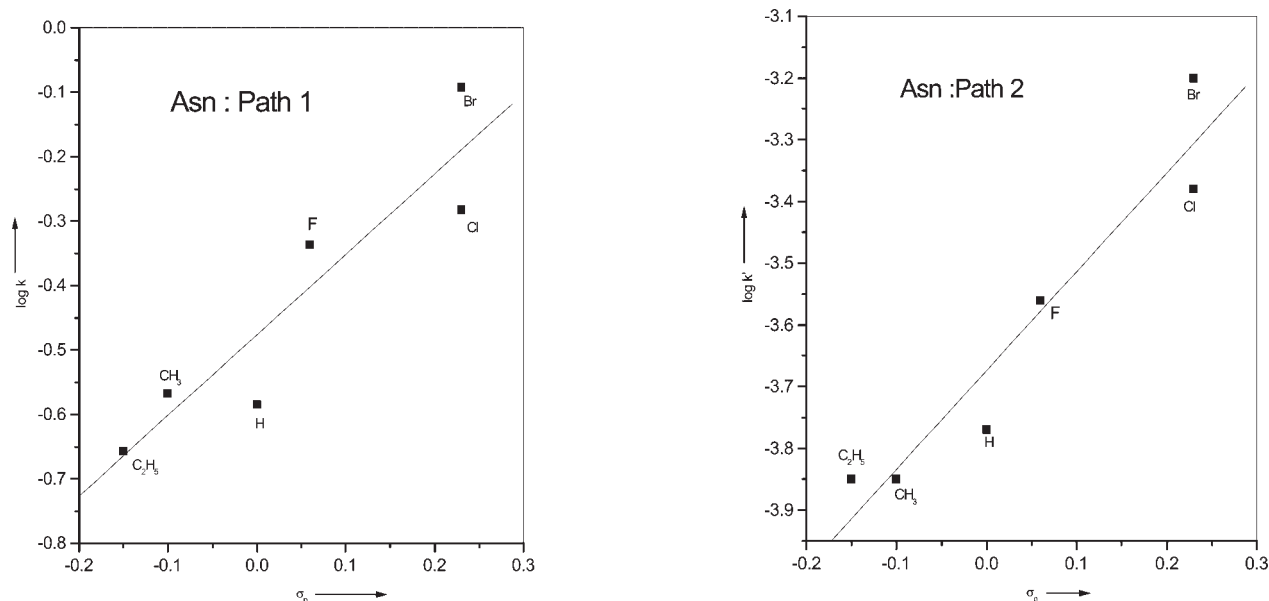 Asn : Path 1
0.0
-0.1
-0.2
-0.3
-0.4
-0.5
-0.6
-0.7
-0.8
log k
Br
F
Cl
CH₃
H
C₂H₅
-0.2 -0.1 0.0 0.1 0.2 0.3
σₚ
Asn :Path 2
-3.1
-3.2
-3.3
-3.4
-3.5
-3.6
-3.7
-3.8
-3.9
log k'
Br
Cl
F
H
C₂H₅
CH₃
-0.2 -0.1 0.0 0.1 0.2 0.3
σₚ